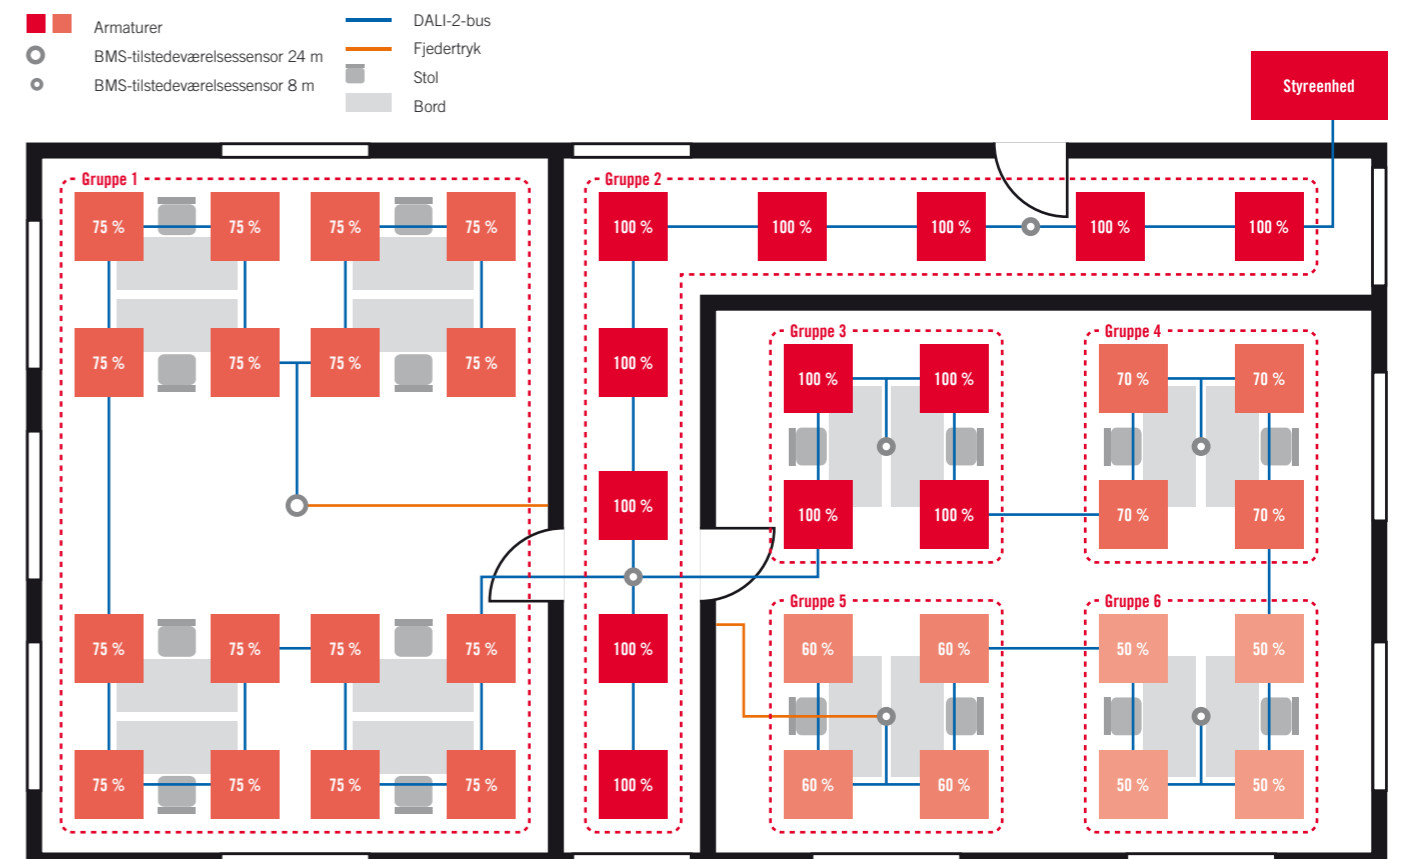 Armaturer
BMS-tilstedeværelsessensor 24 m
BMS-tilstedeværelsessensor 8 m
DALI-2-bus
Fjedertryk
Stol
Bord
Styreenhed
Gruppe 1
75 % 75 % 75 % 75 %
75 % 75 % 75 % 75 %
75 % 75 % 75 % 75 %
75 % 75 % 75 % 75 %
Gruppe 2
100 % 100 % 100 % 100 % 100 %
100 %
100 %
100 %
100 %
Gruppe 3
100 % 100 %
100 % 100 %
Gruppe 4
70 % 70 %
70 % 70 %
Gruppe 5
60 % 60 %
60 % 60 %
Gruppe 6
50 % 50 %
50 % 50 %